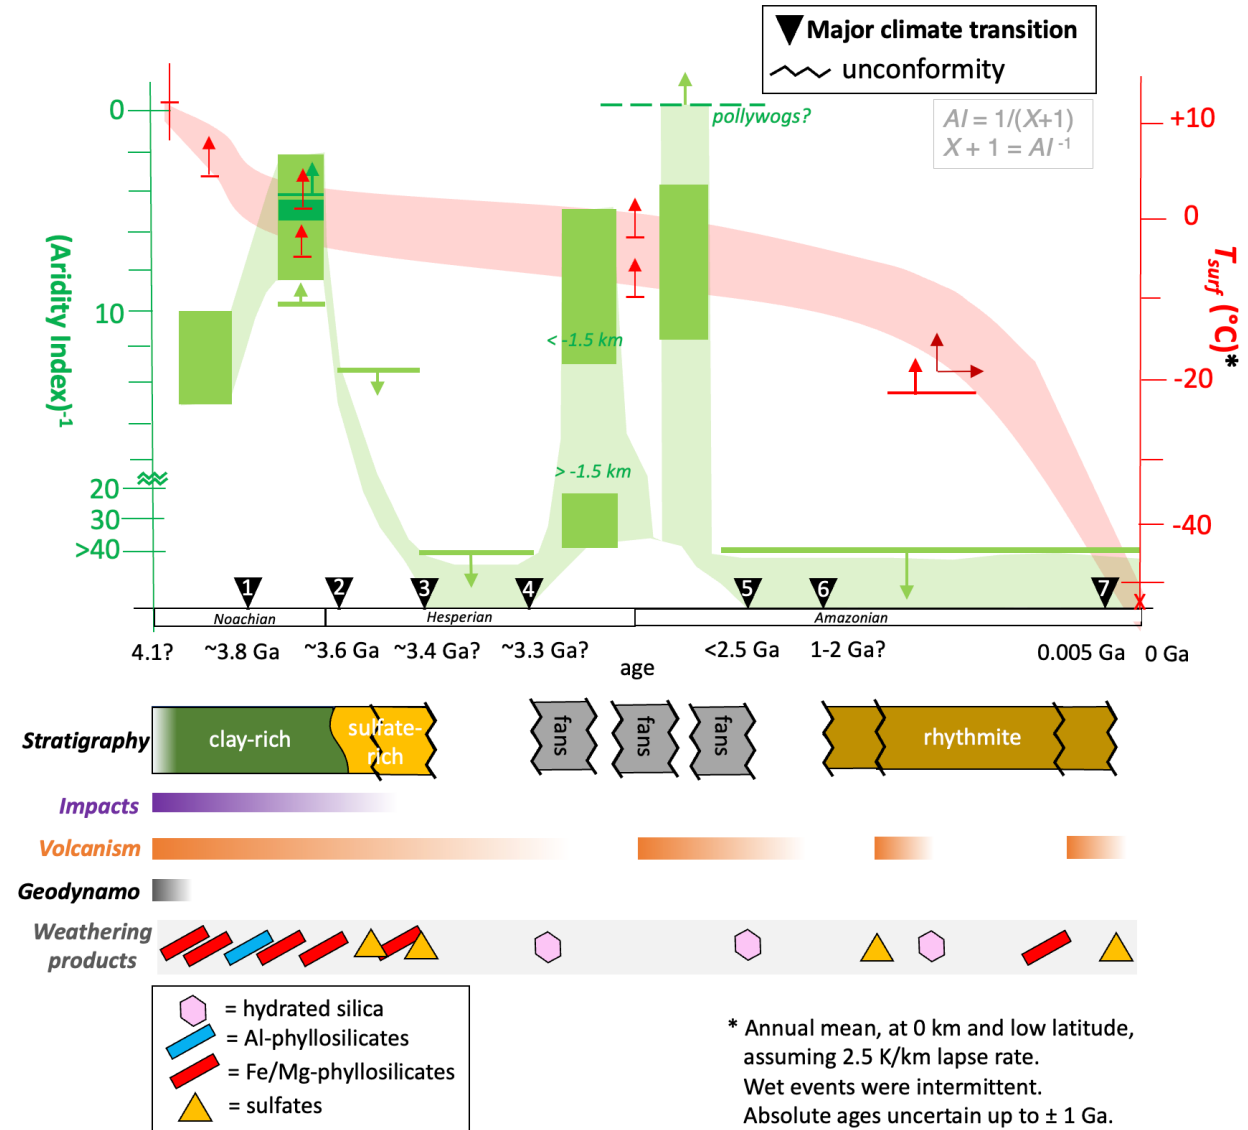 Major climate transition
unconformity
AI = 1/(X+1)
X + 1 = AI -1
pollywogs?
0
10
20
30
>40
(Aridity Index)-1
+10
0
-20
-40
Tsurf (°C)*
< -1.5 km
> -1.5 km
1
2
3
4
5
6
7
X
Noachian
Hesperian
Amazonian
4.1?
~3.8 Ga
~3.6 Ga
~3.4 Ga?
~3.3 Ga?
<2.5 Ga
1-2 Ga?
0.005 Ga
0 Ga
age
Stratigraphy
clay-rich
sulfate-
rich
fans
fans
fans
rhythmite
Impacts
Volcanism
Geodynamo
Weathering
products
= hydrated silica
= Al-phyllosilicates
= Fe/Mg-phyllosilicates
= sulfates
* Annual mean, at 0 km and low latitude,
assuming 2.5 K/km lapse rate.
Wet events were intermittent.
Absolute ages uncertain up to ± 1 Ga.